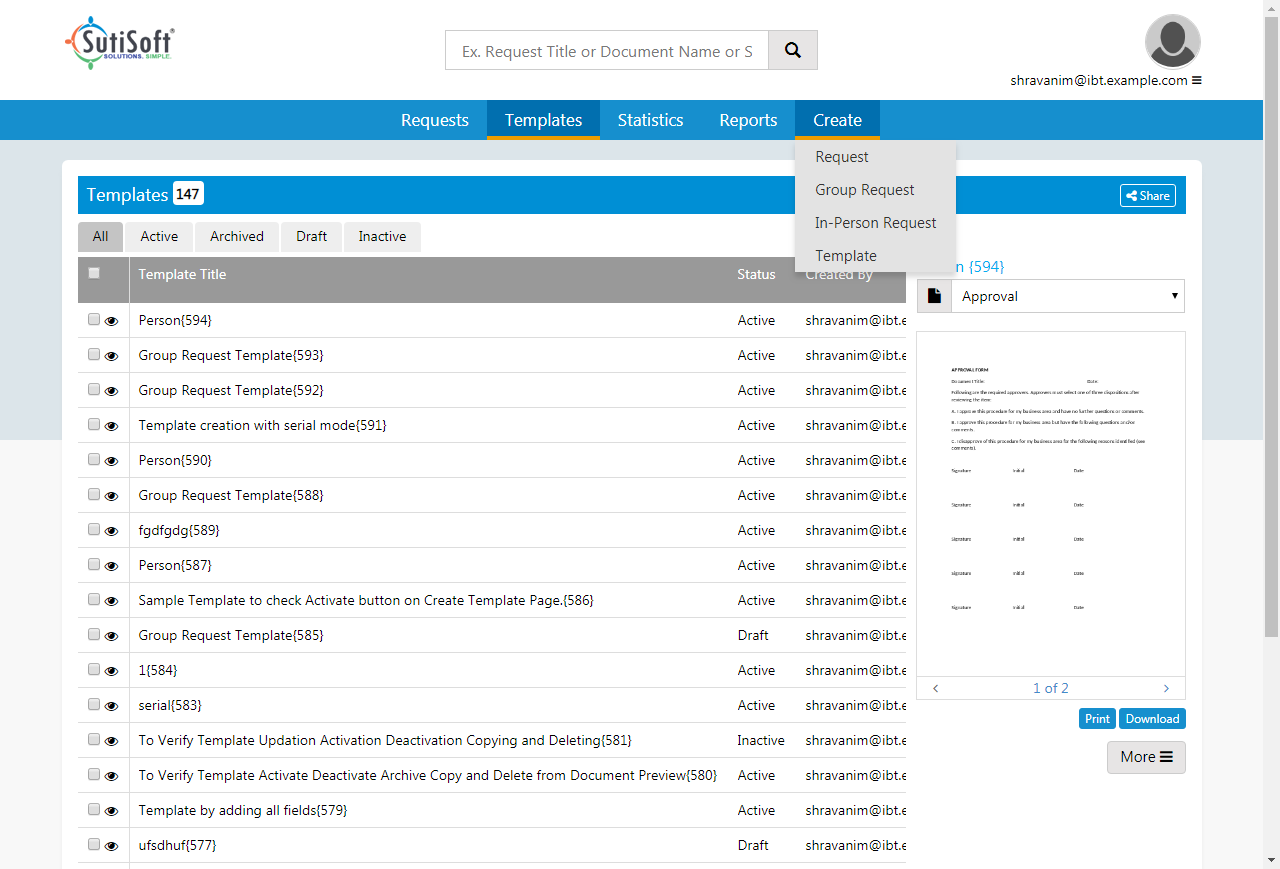 SutiSoft®
SOLUTIONS. SIMPLE.
Ex. Request Title or Document Name or S
shravanim@ibt.example.com
Requests Templates Statistics Reports Create
Request
Group Request
In-Person Request
Template
Templates 147
Share
All Active Archived Draft Inactive
Template Title Status Created By
n {594}
Approval
Person{594} Active shravanim@ibt.e
Group Request Template{593} Active shravanim@ibt.e
Group Request Template{592} Active shravanim@ibt.e
Template creation with serial mode{591} Active shravanim@ibt.e
Person{590} Active shravanim@ibt.e
Group Request Template{588} Active shravanim@ibt.e
fgdfgdg{589} Active shravanim@ibt.e
Person{587} Active shravanim@ibt.e
Sample Template to check Activate button on Create Template Page.{586} Active shravanim@ibt.e
Group Request Template{585} Draft shravanim@ibt.e
1{584} Active shravanim@ibt.e
serial{583} Active shravanim@ibt.e
To Verify Template Updation Activation Deactivation Copying and Deleting{581} Inactive shravanim@ibt.e
To Verify Template Activate Deactivate Archive Copy and Delete from Document Preview{580} Active shravanim@ibt.e
Template by adding all fields{579} Active shravanim@ibt.e
ufsdhuf{577} Draft shravanim@ibt.e
APPROVAL FORM
Document Title: Date:
Following are the required approvers. Approvers must select one of three dispositions after
reviewing the item:
A. I approve this procedure for my business area and have no further questions or comments.
B. I approve this procedure for my business area but have the following questions and/or
comments.
C. I disapprove of this procedure for my business area for the following reasons identified (see
comments).
Signature Initial Date
Signature Initial Date
Signature Initial Date
Signature Initial Date
Signature Initial Date
1 of 2
Print Download
More